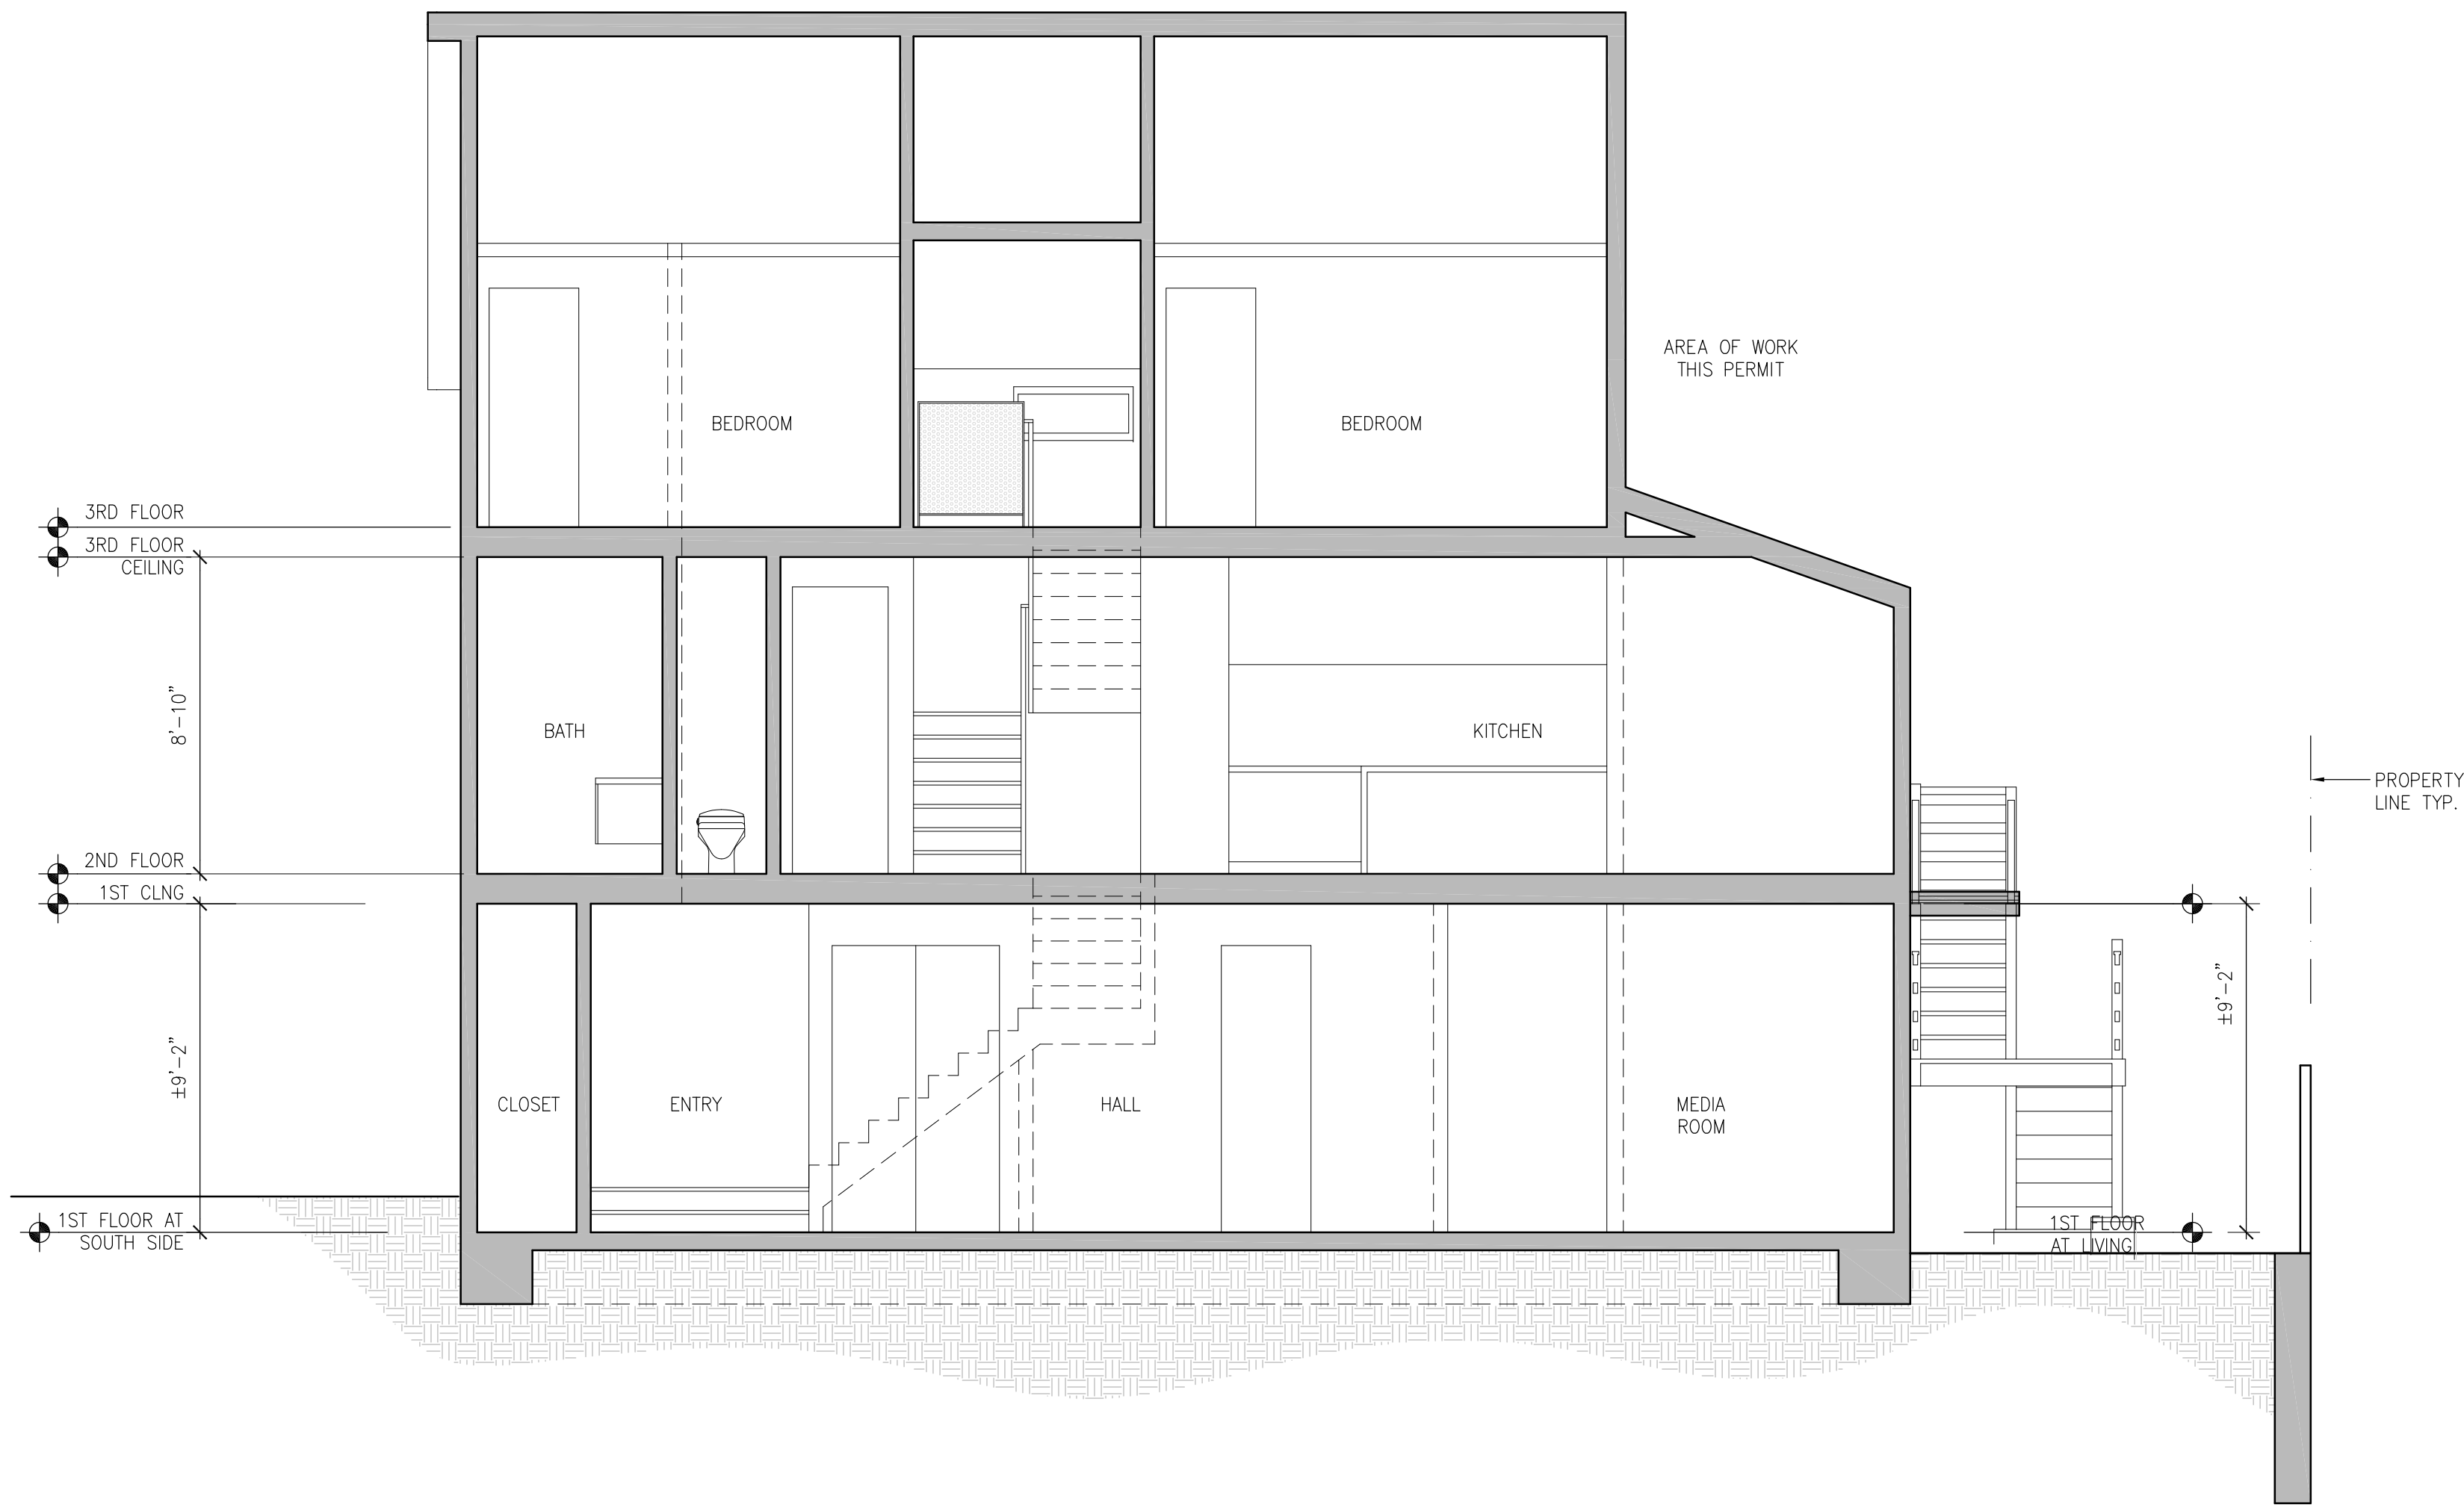 AREA OF WORK
THIS PERMIT
BEDROOM
BEDROOM
3RD FLOOR
3RD FLOOR
CEILING
8'-10"
BATH
KITCHEN
PROPERTY
LINE TYP.
2ND FLOOR
1ST CLNG
±9'-2"
±9'-2"
CLOSET
ENTRY
HALL
MEDIA
ROOM
1ST FLOOR AT
SOUTH SIDE
1ST FLOOR
AT LIVING